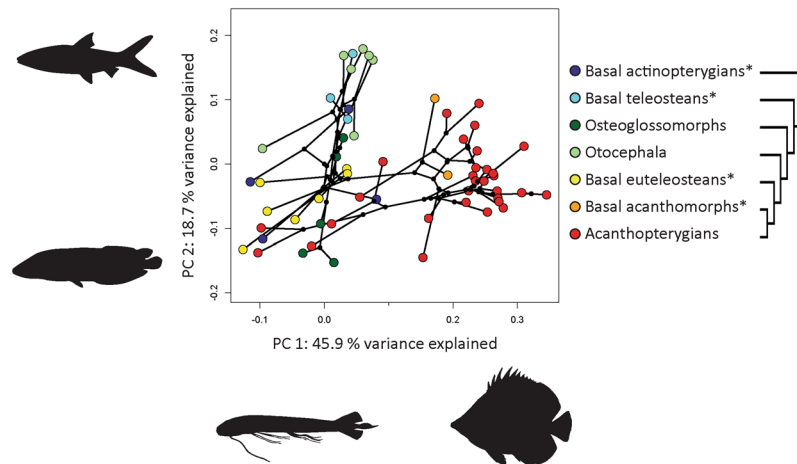 0.2
0.1
0.0
-0.1
-0.2
PC 2: 18.7 % variance explained
-0.1
0.0
0.2
0.3
PC 1: 45.9 % variance explained
Basal actinopterygians*
Basal teleosteans*
Osteoglossomorphs
Otocephala
Basal euteleosteans*
Basal acanthomorphs*
Acanthopterygians